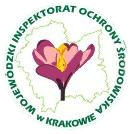 WOJEWÓDZKI INSPEKTORAT OCHRONY ŚRODOWISKA
w KRAKOWIE